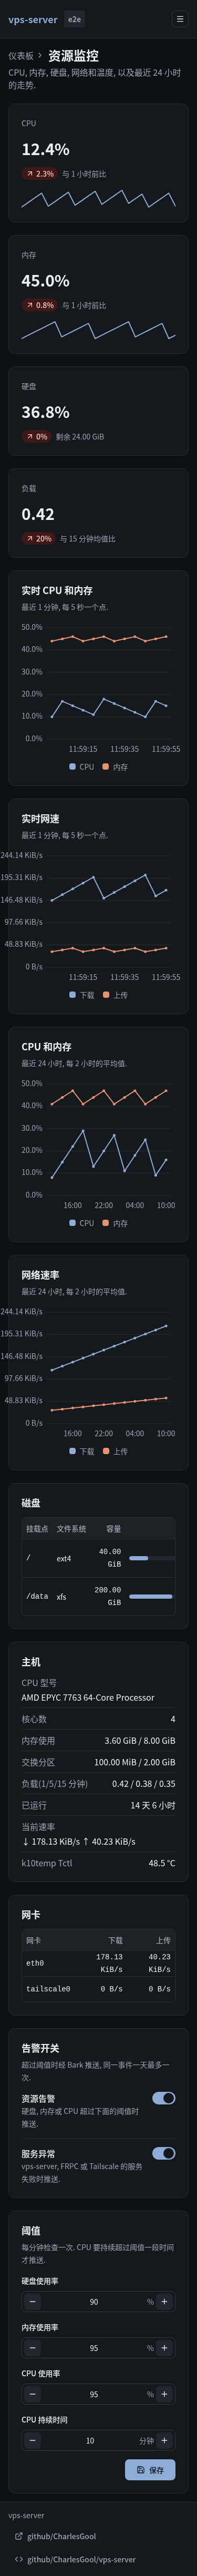 vps-server e2e
仪表板 > 资源监控
CPU, 内存, 硬盘, 网络和温度, 以及最近 24 小时
的走势.
CPU
12.4%
2.3% 与 1 小时前比
内存
45.0%
0.8% 与 1 小时前比
硬盘
36.8%
0% 剩余 24.00 GiB
负载
0.42
20% 与 15 分钟均值比
实时 CPU 和内存
最近 1 分钟, 每 5 秒一个点.
50.0%
40.0%
30.0%
20.0%
10.0%
0.0%
11:59:15 11:59:35 11:59:55
CPU 内存
实时网速
最近 1 分钟, 每 5 秒一个点.
244.14 KiB/s
195.31 KiB/s
146.48 KiB/s
97.66 KiB/s
48.83 KiB/s
0 B/s
11:59:15 11:59:35 11:59:55
下载 上传
CPU 和内存
最近 24 小时, 每 2 小时的平均值.
50.0%
40.0%
30.0%
20.0%
10.0%
0.0%
16:00 22:00 04:00 10:00
CPU 内存
网络速率
最近 24 小时, 每 2 小时的平均值.
244.14 KiB/s
195.31 KiB/s
146.48 KiB/s
97.66 KiB/s
48.83 KiB/s
0 B/s
16:00 22:00 04:00 10:00
下载 上传
磁盘
挂载点 文件系统 容量
/ ext4 40.00 GiB
/data xfs 200.00 GiB
主机
CPU 型号
AMD EPYC 7763 64-Core Processor
核心数 4
内存使用 3.60 GiB / 8.00 GiB
交换分区 100.00 MiB / 2.00 GiB
负载(1/5/15 分钟) 0.42 / 0.38 / 0.35
已运行 14 天 6 小时
当前速率
↓ 178.13 KiB/s ↑ 40.23 KiB/s
k10temp Tctl 48.5 °C
网卡
网卡 下载 上传
eth0 178.13 KiB/s 40.23 KiB/s
tailscale0 0 B/s 0 B/s
告警开关
超过阈值时经 Bark 推送, 同一事件一天最多一
次.
资源告警
硬盘, 内存或 CPU 超过下面的阈值时
推送.
服务异常
vps-server, FRPC 或 Tailscale 的服务
失败时推送.
阈值
每分钟检查一次. CPU 要持续超过阈值一段时间
才推送.
硬盘使用率
− 90 % +
内存使用率
− 95 % +
CPU 使用率
− 95 % +
CPU 持续时间
− 10 分钟 +
保存
vps-server
github/CharlesGool
github/CharlesGool/vps-server